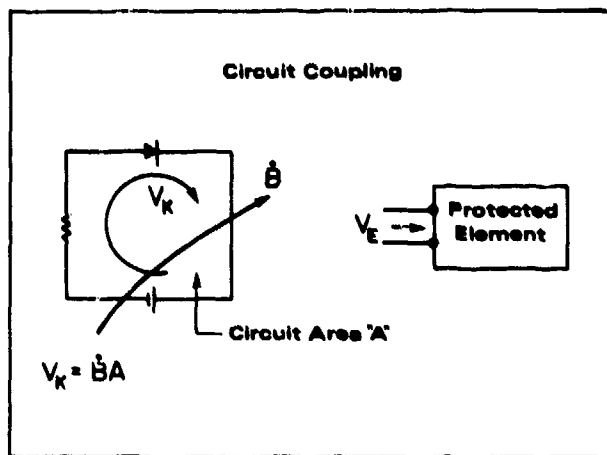 Circuit Coupling
V_K
Ḃ
V_E
Protected
Element
Circuit Area "A"
V_K = ḂA